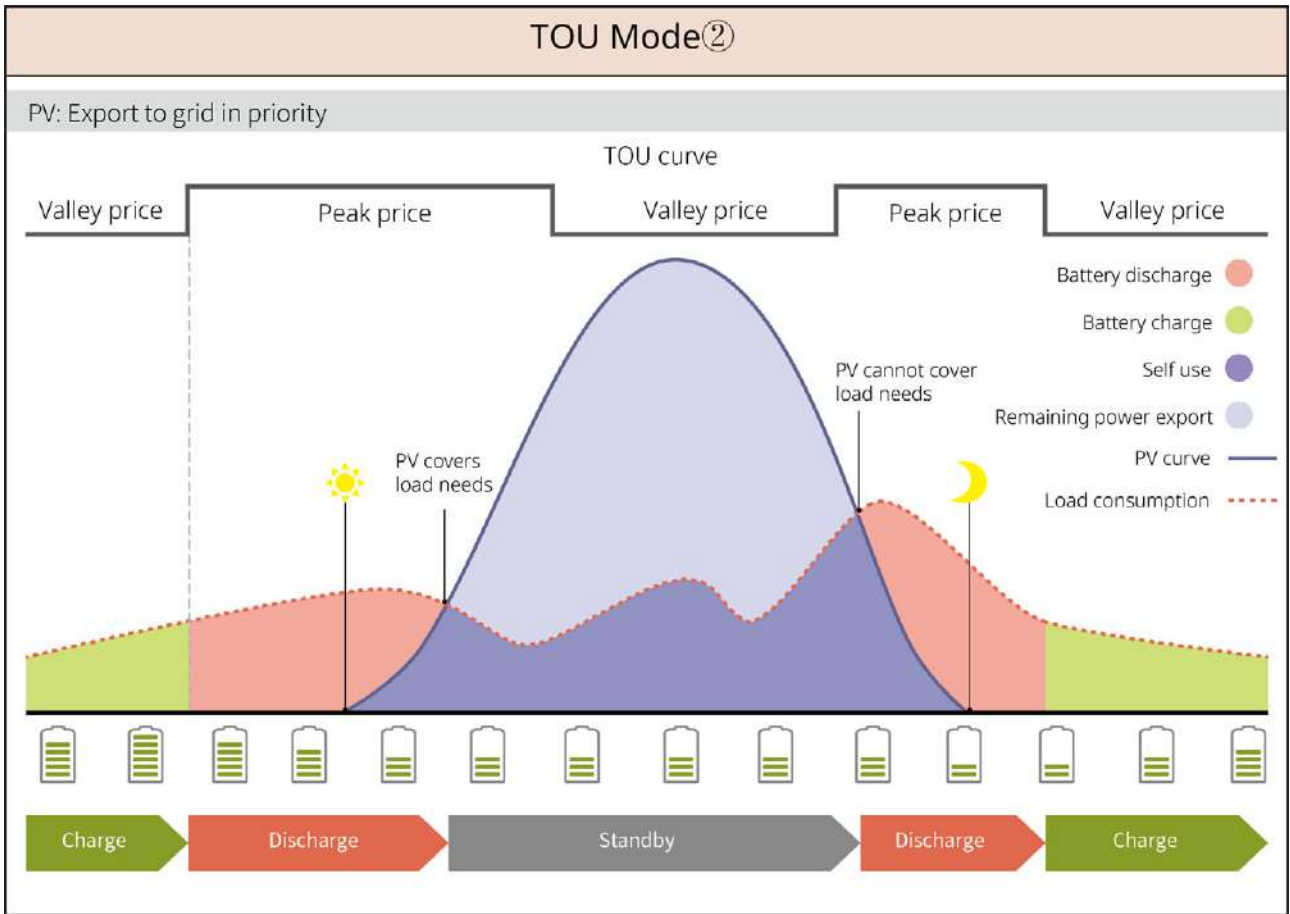 TOU Mode②
PV: Export to grid in priority
TOU curve
Valley price
Peak price
Valley price
Peak price
Valley price
Battery discharge
Battery charge
Self use
Remaining power export
PV curve
Load consumption
PV covers
load needs
PV cannot cover
load needs
Charge
Discharge
Standby
Discharge
Charge